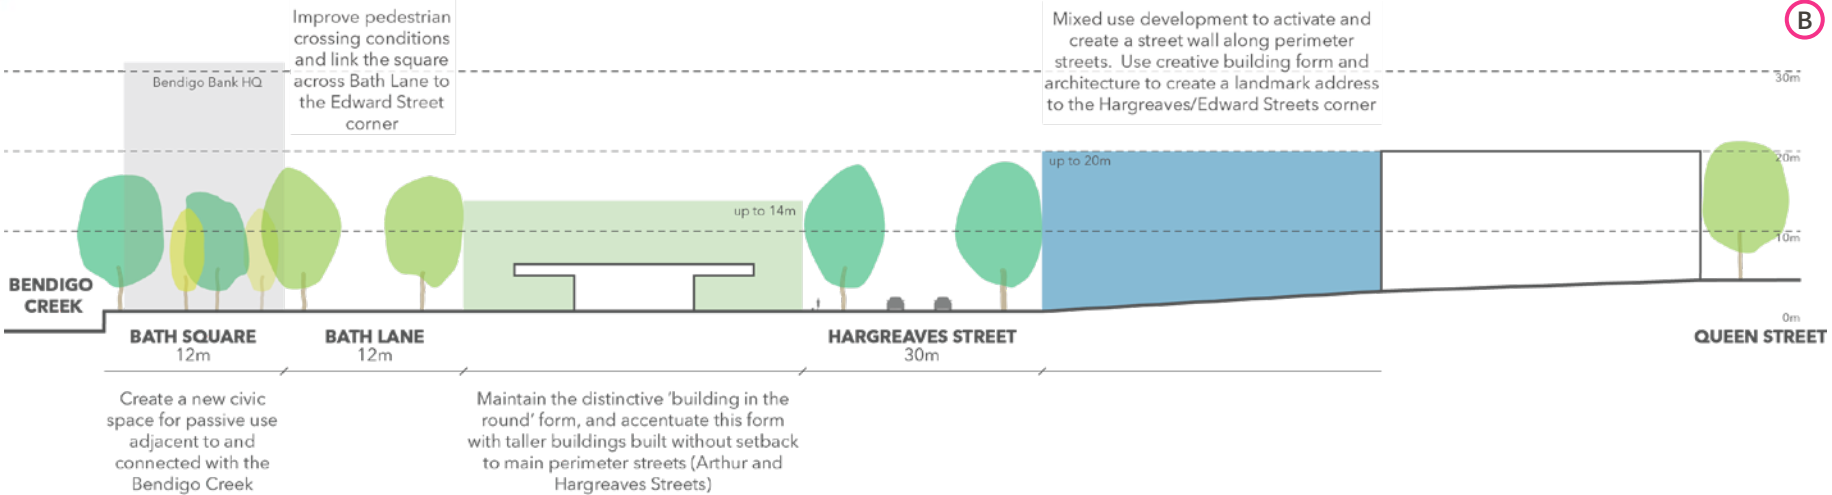 Improve pedestrian
crossing conditions
and link the square
across Bath Lane to
the Edward Street
corner
Mixed use development to activate and
create a street wall along perimeter
streets. Use creative building form and
architecture to create a landmark address
to the Hargreaves/Edward Streets corner
B
30m
Bendigo Bank HQ
up to 20m
20m
up to 14m
10m
BENDIGO
CREEK
0m
BATH SQUARE
12m
BATH LANE
12m
HARGREAVES STREET
30m
QUEEN STREET
Create a new civic
space for passive use
adjacent to and
connected with the
Bendigo Creek
Maintain the distinctive 'building in the
round' form, and accentuate this form
with taller buildings built without setback
to main perimeter streets (Arthur and
Hargreaves Streets)